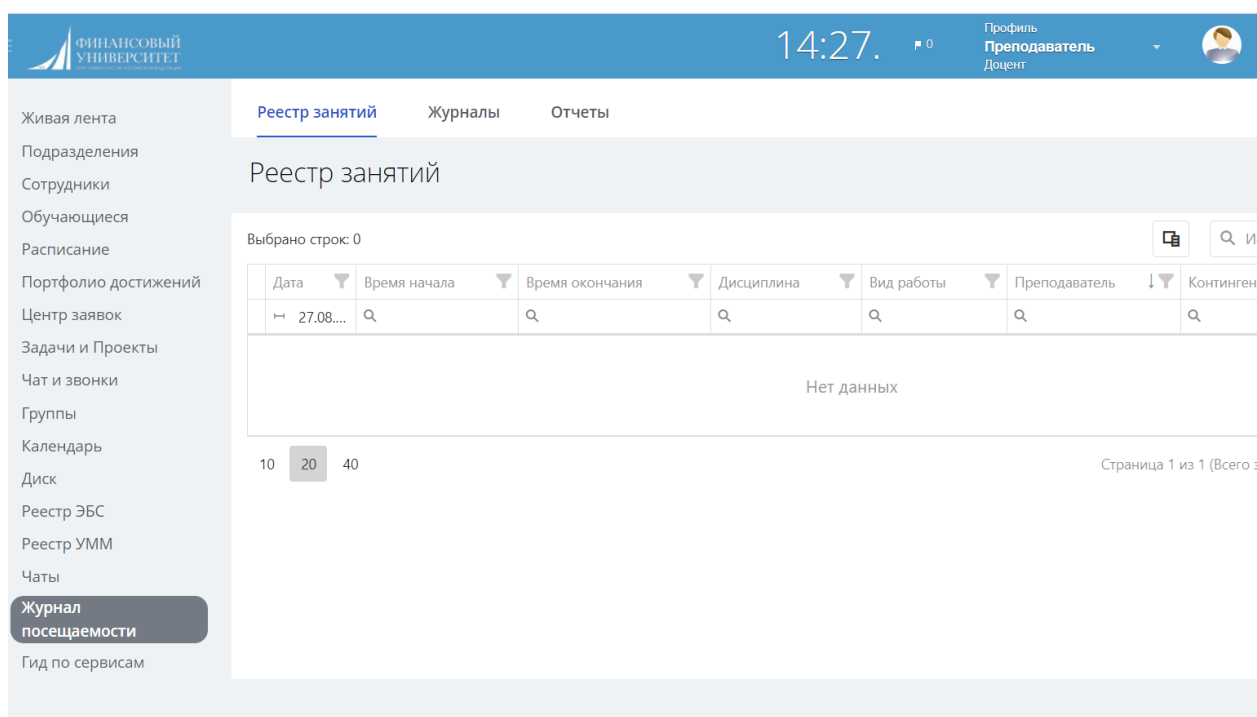 ФИНАНСОВЫЙ
УНИВЕРСИТЕТ
14:27.
0
Профиль
Преподаватель
Доцент
Живая лента
Подразделения
Сотрудники
Обучающиеся
Расписание
Портфолио достижений
Центр заявок
Задачи и Проекты
Чат и звонки
Группы
Календарь
Диск
Реестр ЭБС
Реестр УММ
Чаты
Журнал
посещаемости
Гид по сервисам
Реестр занятий Журналы Отчеты
Реестр занятий
Выбрано строк: 0 И
Дата Время начала Время окончания Дисциплина Вид работы Преподаватель Континген
27.08....
Нет данных
10 20 40 Страница 1 из 1 (Всего з